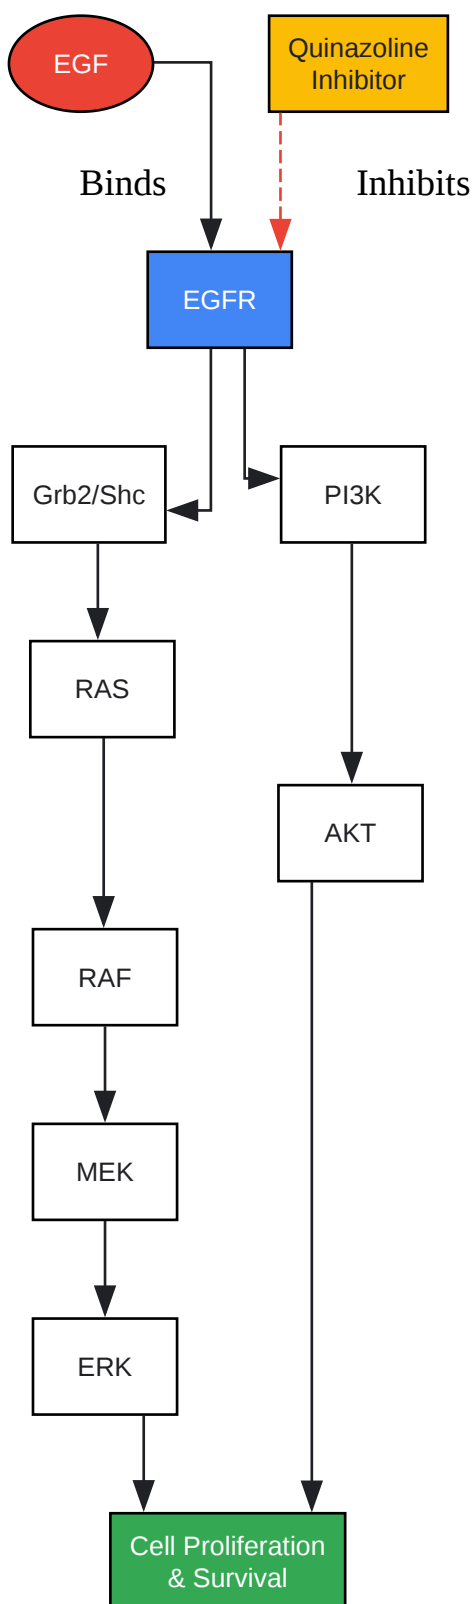 EGF
Quinazoline
Inhibitor
Binds
Inhibits
EGFR
Grb2/Shc
PI3K
RAS
AKT
RAF
MEK
ERK
Cell Proliferation
& Survival